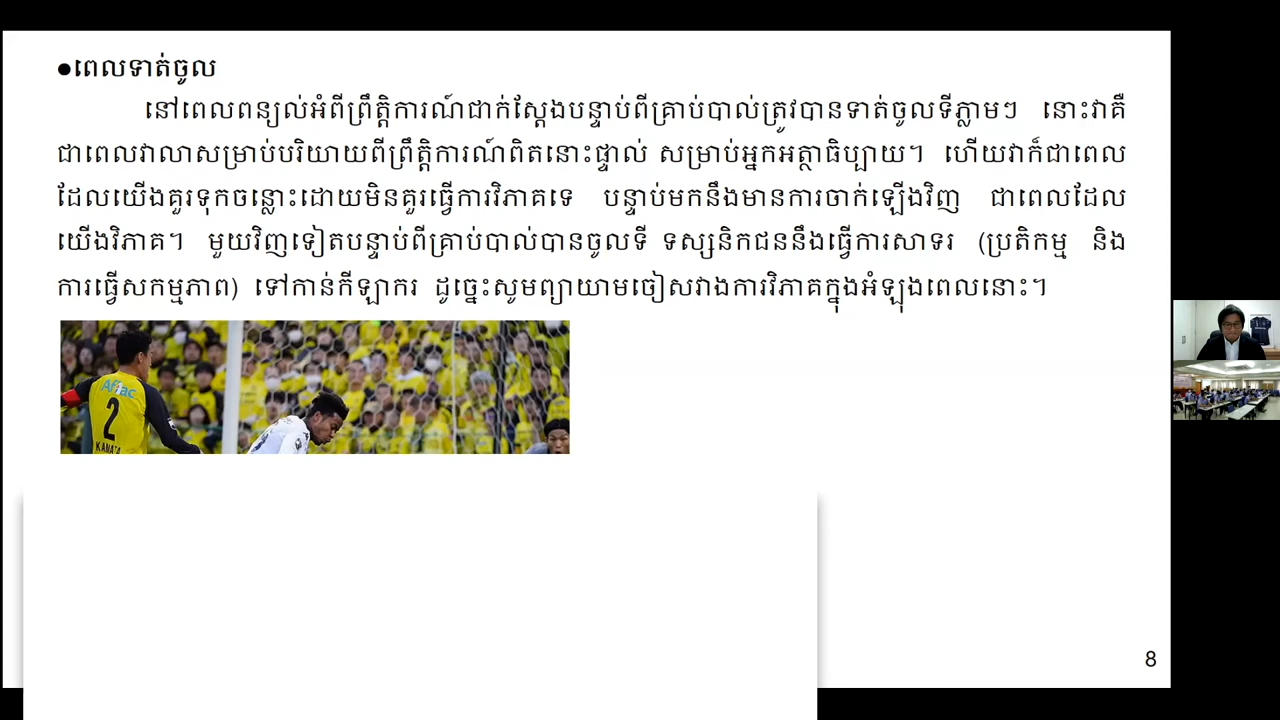 ●ពេលទាត់ចូល
នៅពេលពន្យល់អំពីព្រឹត្តិការណ៍ជាក់ស្តែងបន្ទាប់ពីគ្រាប់បាល់ត្រូវបានទាត់ចូលទីភ្លាមៗ នោះវាគឺ
ជាពេលវាលាសម្រាប់បរិយាយពីព្រឹត្តិការណ៍ពិតនោះផ្ទាល់ សម្រាប់អ្នកអត្ថាធិប្បាយ។ ហើយវាក៏ជាពេល
ដែលយើងគួរទុកចន្លោះដោយមិនគួរធ្វើការវិភាគទេ បន្ទាប់មកនឹងមានការចាក់ឡើងវិញ ជាពេលដែល
យើងវិភាគ។ មួយវិញទៀតបន្ទាប់ពីគ្រាប់បាល់បានចូលទី ទស្សនិកជននឹងធ្វើការសាទរ (ប្រតិកម្ម និង
ការធ្វើសកម្មភាព) ទៅកាន់កីឡាករ ដូច្នេះសូមព្យាយាមចៀសវាងការវិភាគក្នុងអំឡុងពេលនោះ។
Aflac
2
KANATA
8